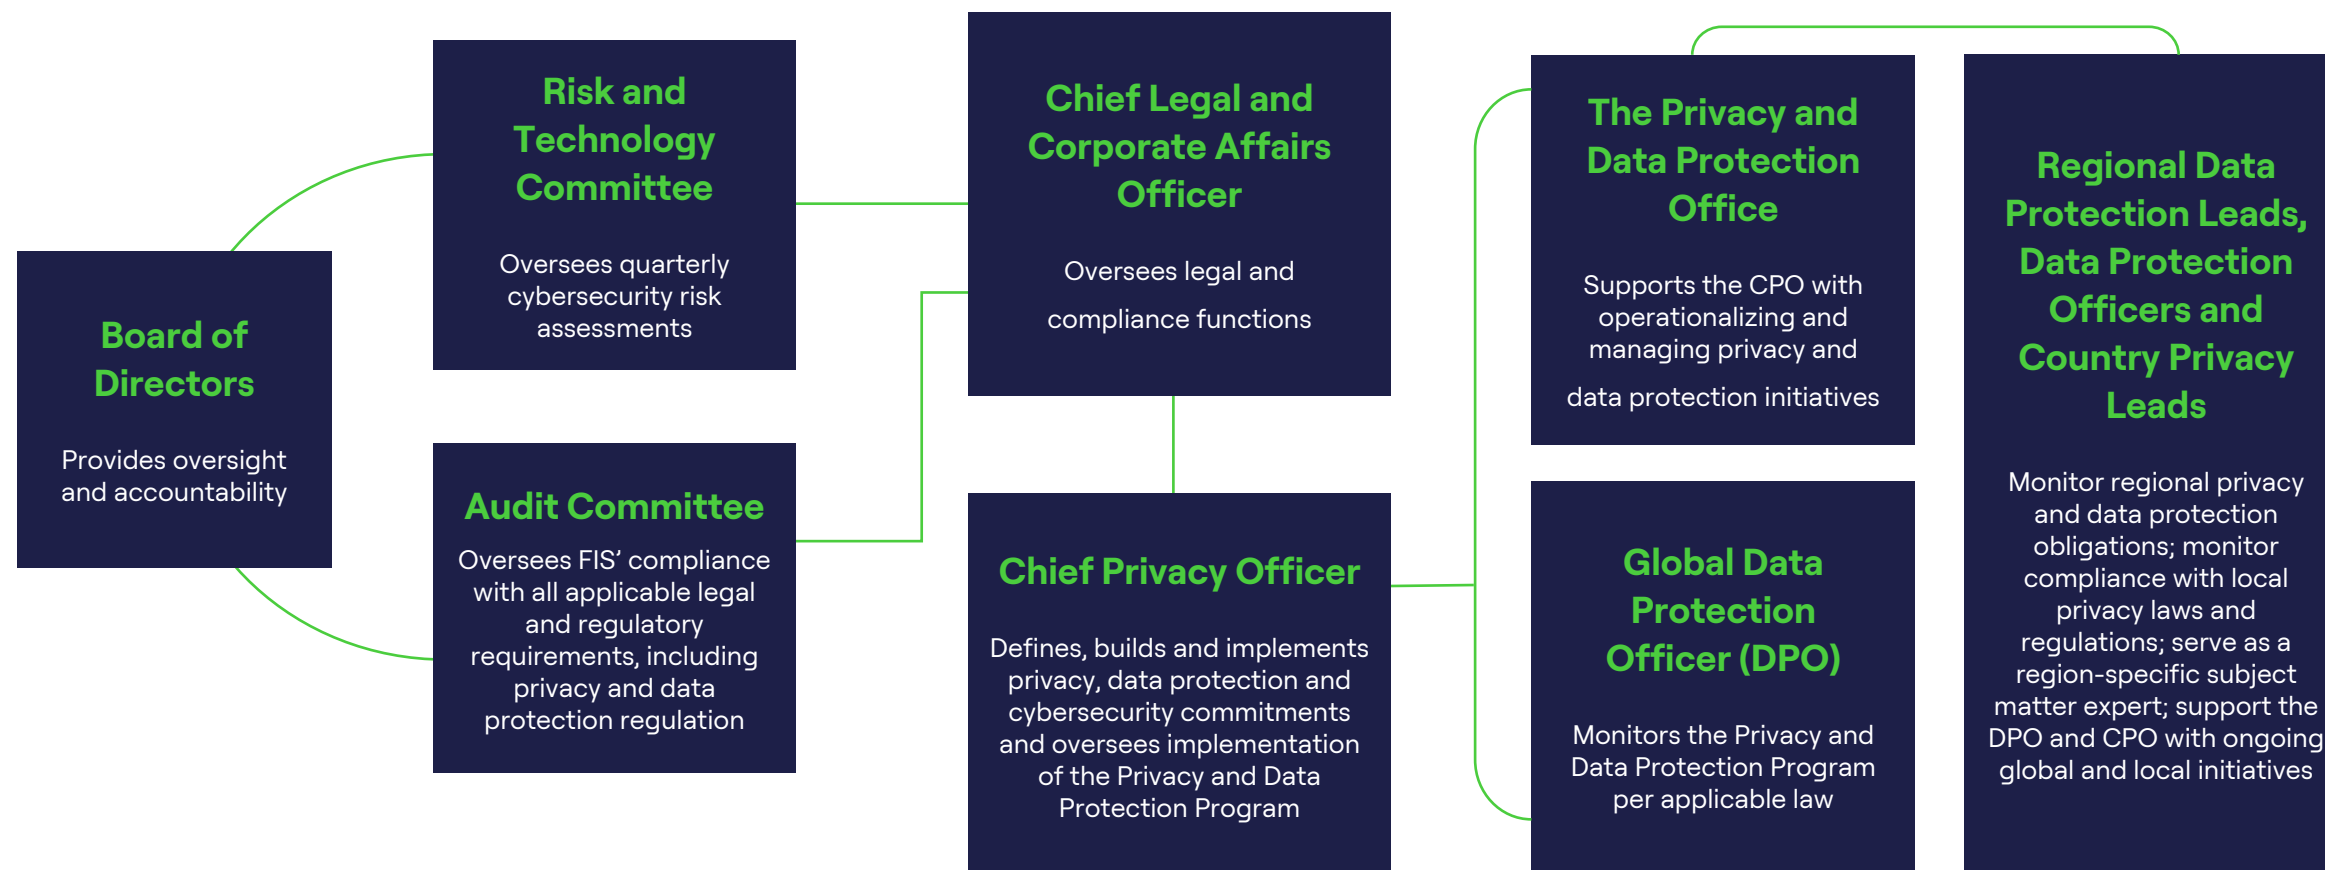 Board of
Directors
Provides oversight
and accountability
Risk and
Technology
Committee
Oversees quarterly
cybersecurity risk
assessments
Audit Committee
Oversees FIS’ compliance
with all applicable legal
and regulatory
requirements, including
privacy and data
protection regulation
Chief Legal and
Corporate Affairs
Officer
Oversees legal and
compliance functions
Chief Privacy Officer
Defines, builds and implements
privacy, data protection and
cybersecurity commitments
and oversees implementation
of the Privacy and Data
Protection Program
The Privacy and
Data Protection
Office
Supports the CPO with
operationalizing and
managing privacy and
data protection initiatives
Global Data
Protection
Officer (DPO)
Monitors the Privacy and
Data Protection Program
per applicable law
Regional Data
Protection Leads,
Data Protection
Officers and
Country Privacy
Leads
Monitor regional privacy
and data protection
obligations; monitor
compliance with local
privacy laws and
regulations; serve as a
region-specific subject
matter expert; support the
DPO and CPO with ongoing
global and local initiatives